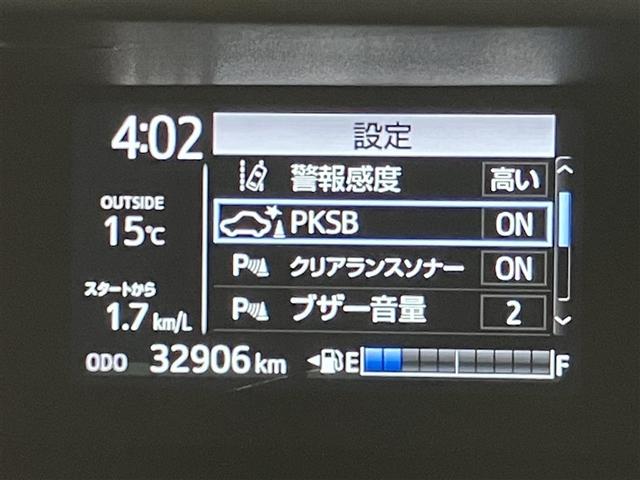 4:02
設定
警報感度 高い
OUTSIDE
15℃
PKSB ON
P クリアランスソナー ON
スタートから
1.7 km/L
P ブザー音量 2
ODO 32906 km
E F